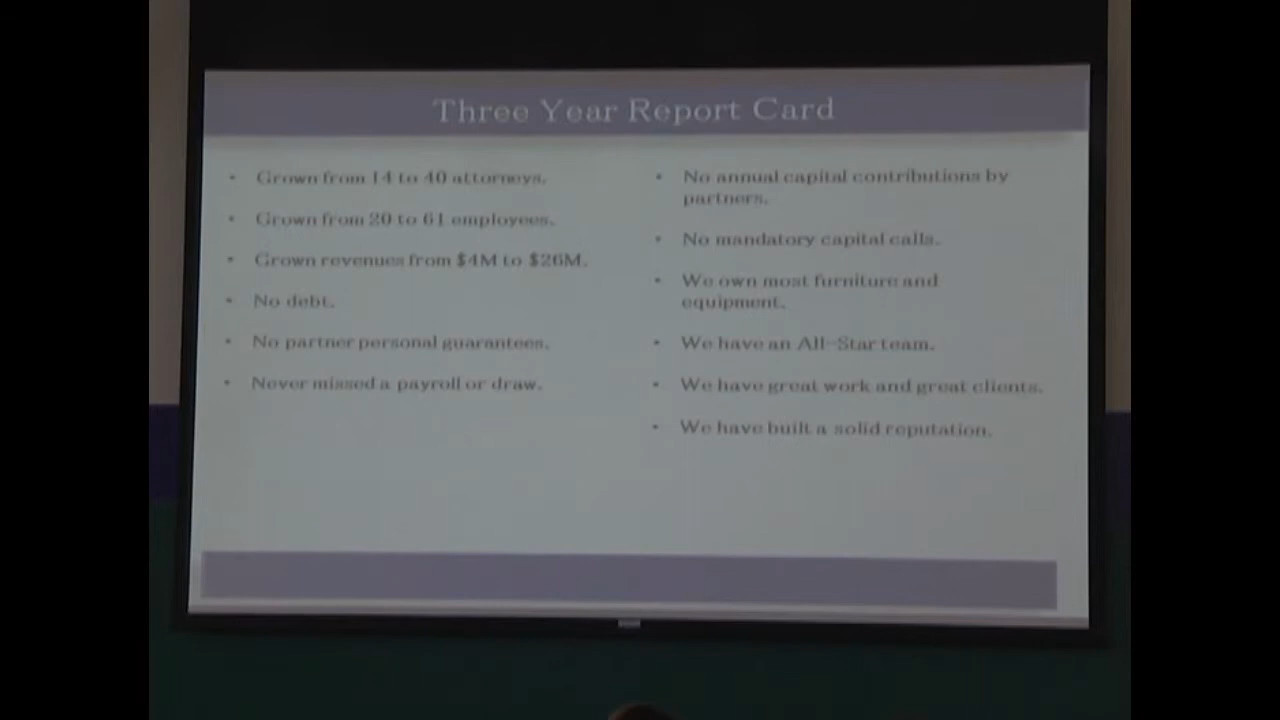 Three Year Report Card
• Grown from 14 to 40 attorneys.
• Grown from 20 to 61 employees.
• Grown revenues from $4M to $26M.
• No debt.
• No partner personal guarantees.
• Never missed a payroll or draw.
• No annual capital contributions by
partners.
• No mandatory capital calls.
• We own most furniture and
equipment.
• We have an All-Star team.
• We have great work and great clients.
• We have built a solid reputation.